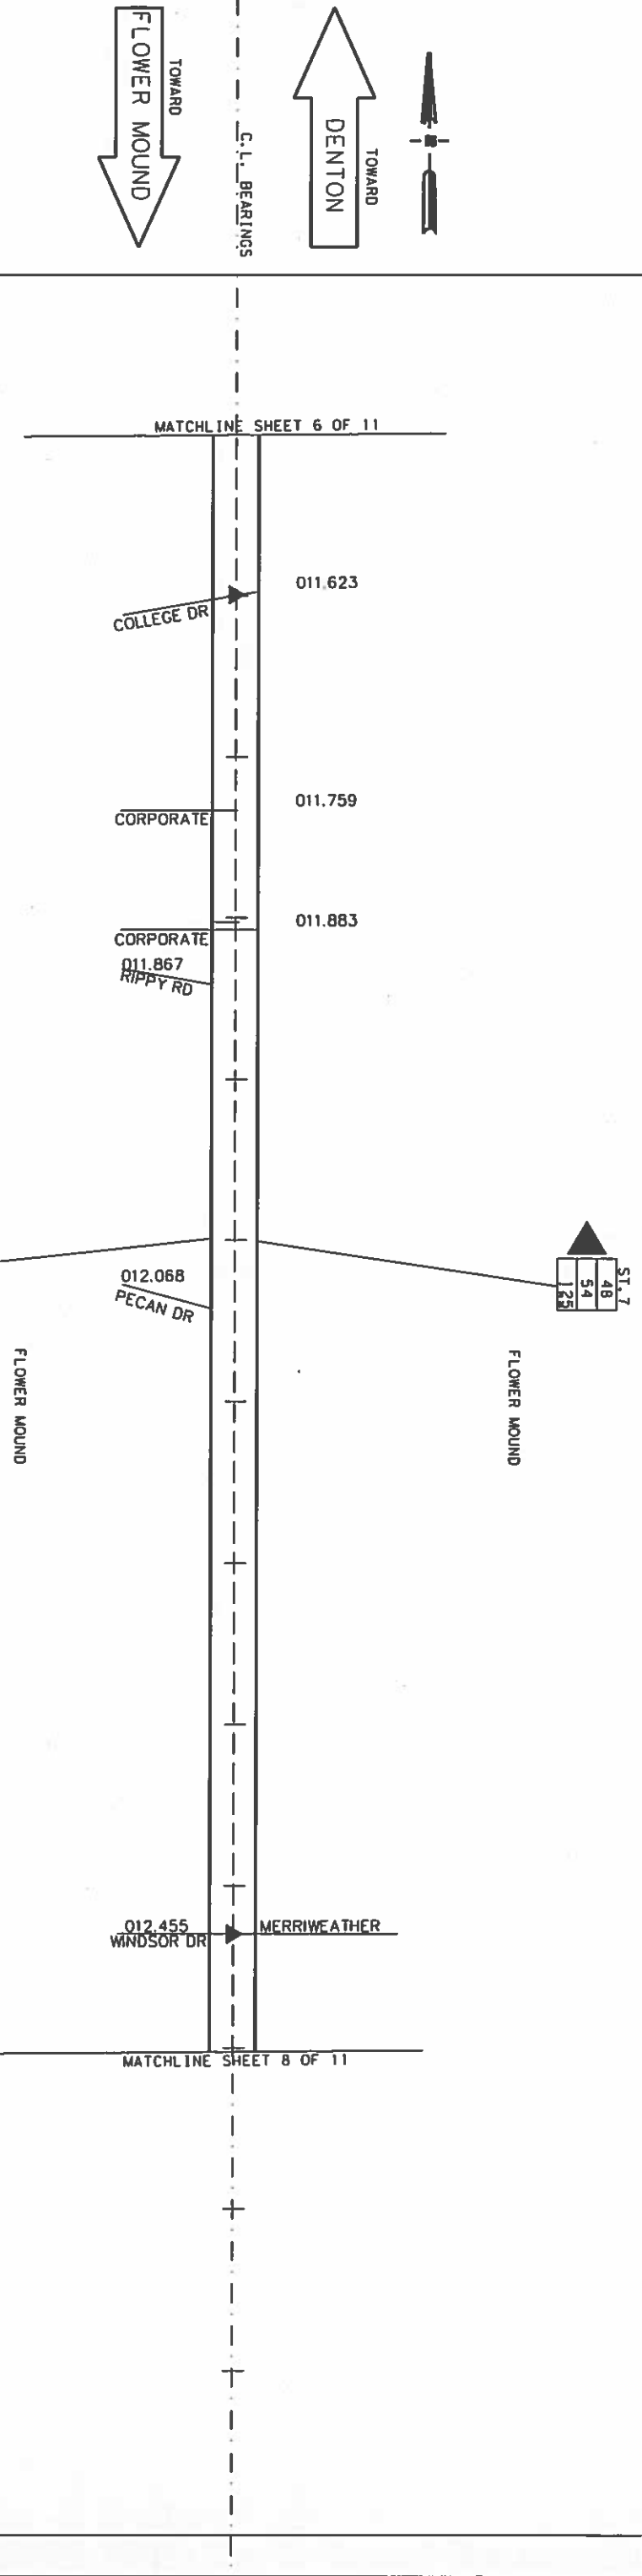 TOWARD
FLOWER MOUND
C.L. BEARINGS
TOWARD
DENTON
MATCHLINE SHEET 6 OF 11
011.623
COLLEGE DR
011.759
CORPORATE
011.883
CORPORATE
011.867
RIPPY RD
ST. 7
48
54
125
012.068
PECAN DR
FLOWER MOUND
FLOWER MOUND
012.455
WINDSOR DR
MERRIWEATHER
MATCHLINE SHEET 8 OF 11